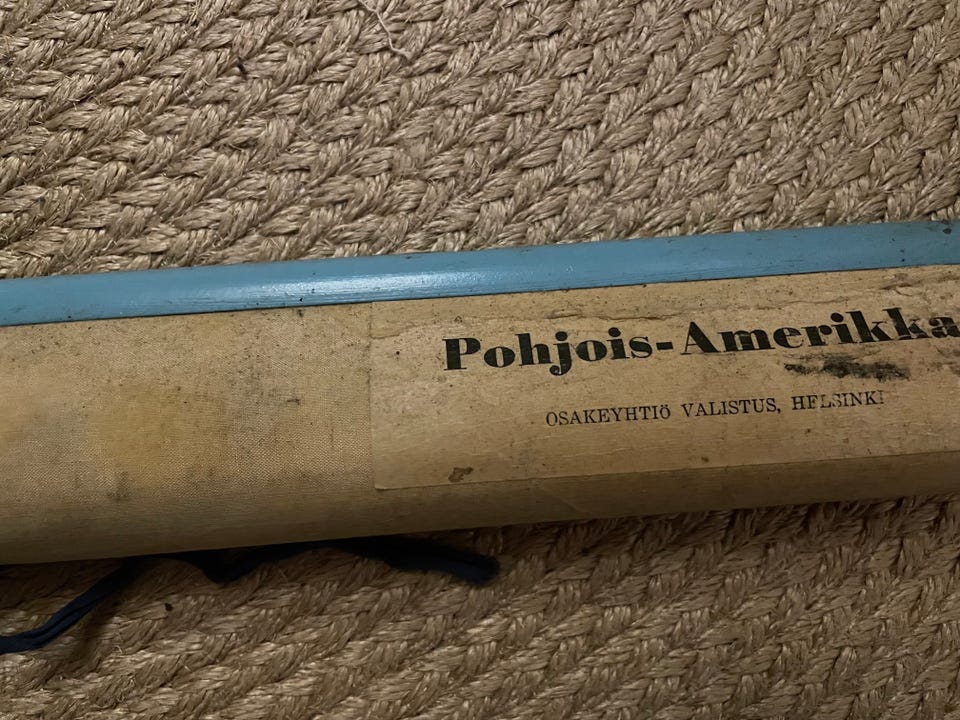 Pohjois-Amerikka
OSAKEYHTIÖ VALISTUS, HELSINKI